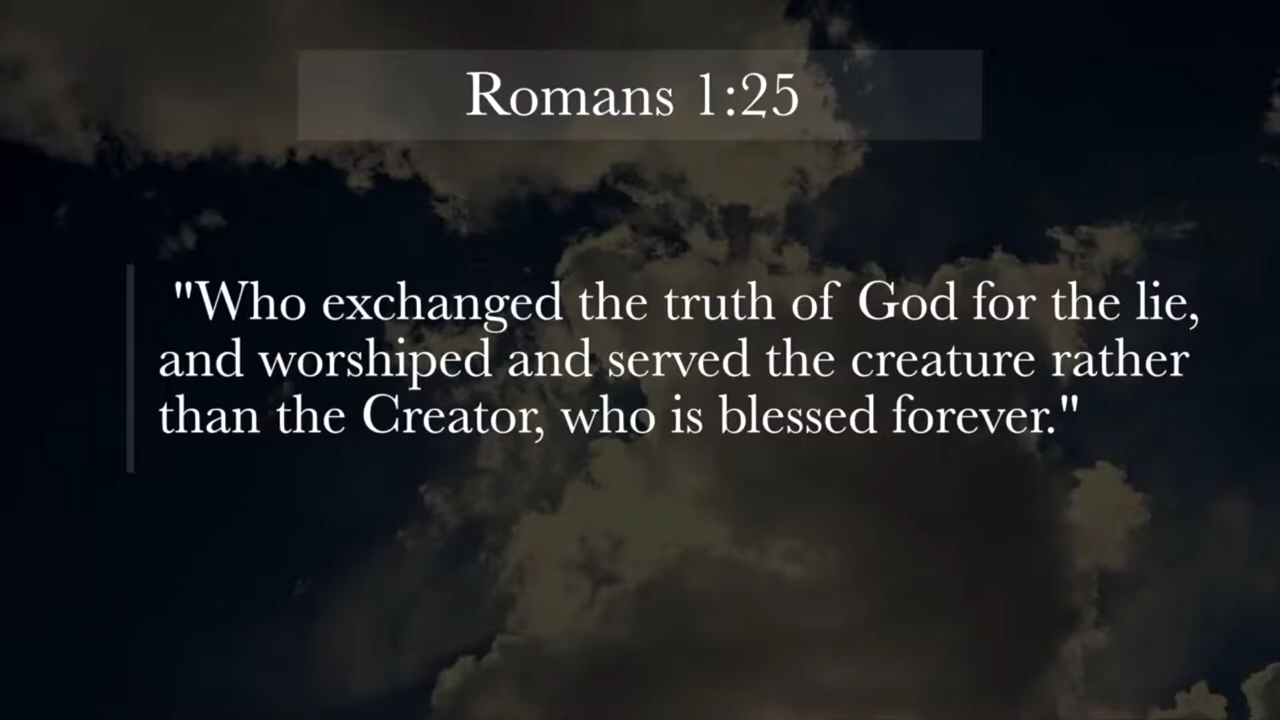 Romans 1:25
"Who exchanged the truth of God for the lie,
and worshiped and served the creature rather
than the Creator, who is blessed forever."